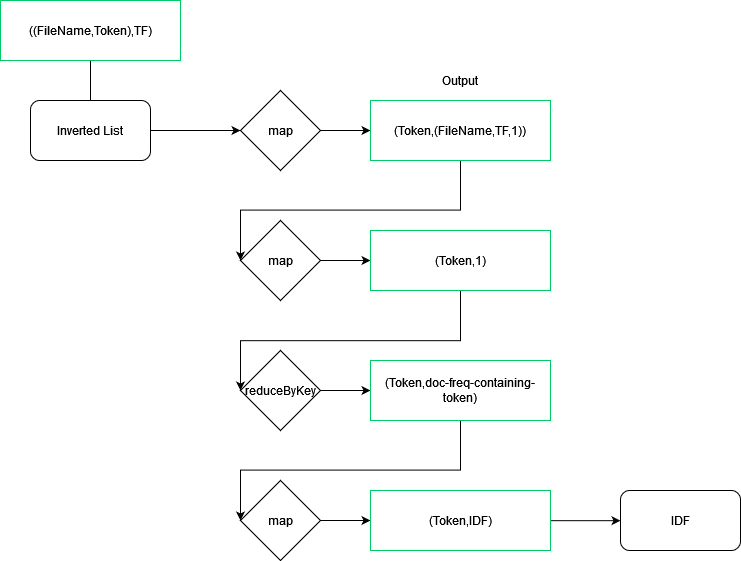 ((FileName,Token),TF)
Output
Inverted List
map
(Token,(FileName,TF,1))
map
(Token,1)
reduceByKey
(Token,doc-freq-containing-
token)
map
(Token,IDF)
IDF